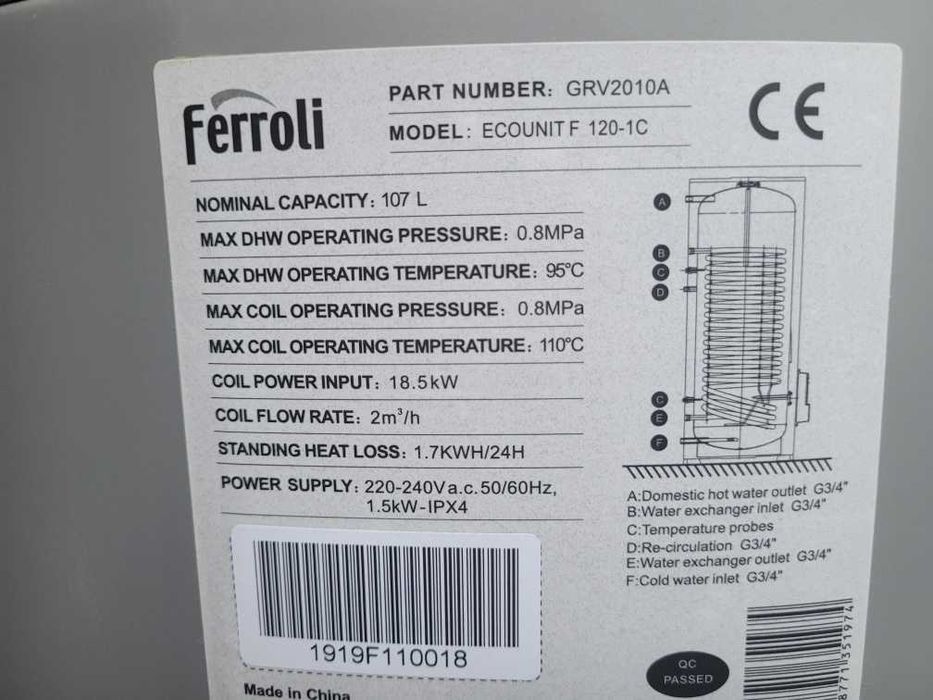 Ferroli
PART NUMBER: GRV2010A
MODEL: ECOUNIT F 120-1C
CE
NOMINAL CAPACITY: 107 L
MAX DHW OPERATING PRESSURE: 0.8MPa
MAX DHW OPERATING TEMPERATURE: 95°C
MAX COIL OPERATING PRESSURE: 0.8MPa
MAX COIL OPERATING TEMPERATURE: 110°C
COIL POWER INPUT: 18.5kW
COIL FLOW RATE: 2m³/h
STANDING HEAT LOSS: 1.7KWH/24H
POWER SUPPLY: 220-240Va.c.50/60Hz,
1.5kW-IPX4
A
B
C
D
C
E
F
A:Domestic hot water outlet G3/4"
B:Water exchanger inlet G3/4"
C:Temperature probes
D:Re-circulation G3/4"
E:Water exchanger outlet G3/4"
F:Cold water inlet G3/4"
1919F110018
Made in China
QC
PASSED